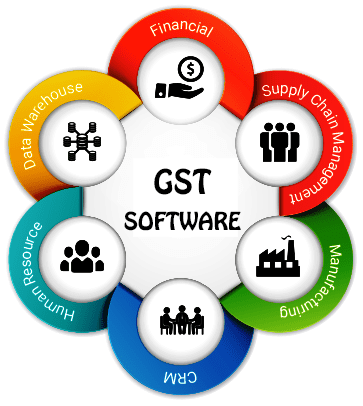 Financial
Supply Chain Management
Manufacturing
CRM
Human Resource
Data Warehouse
GST
SOFTWARE
$